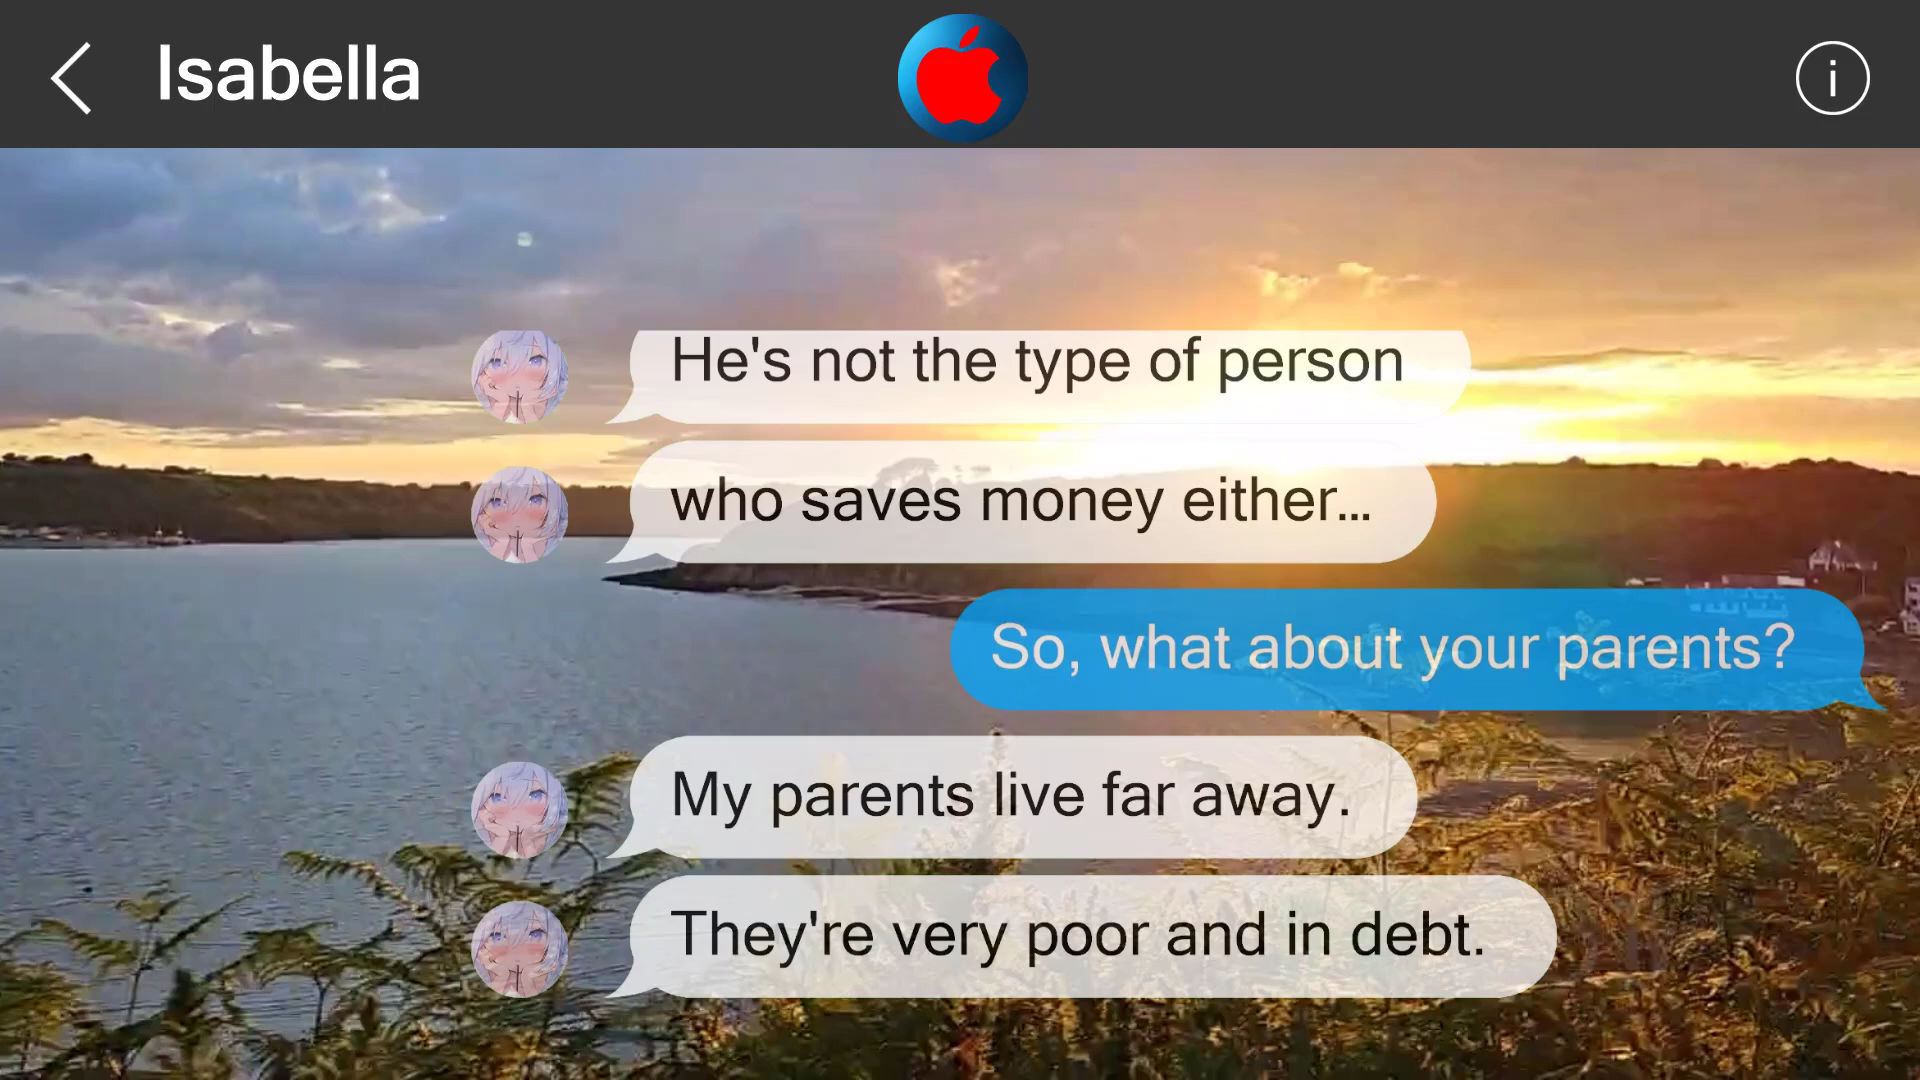 Isabella
He's not the type of person
who saves money either...
So, what about your parents?
My parents live far away.
They're very poor and in debt.